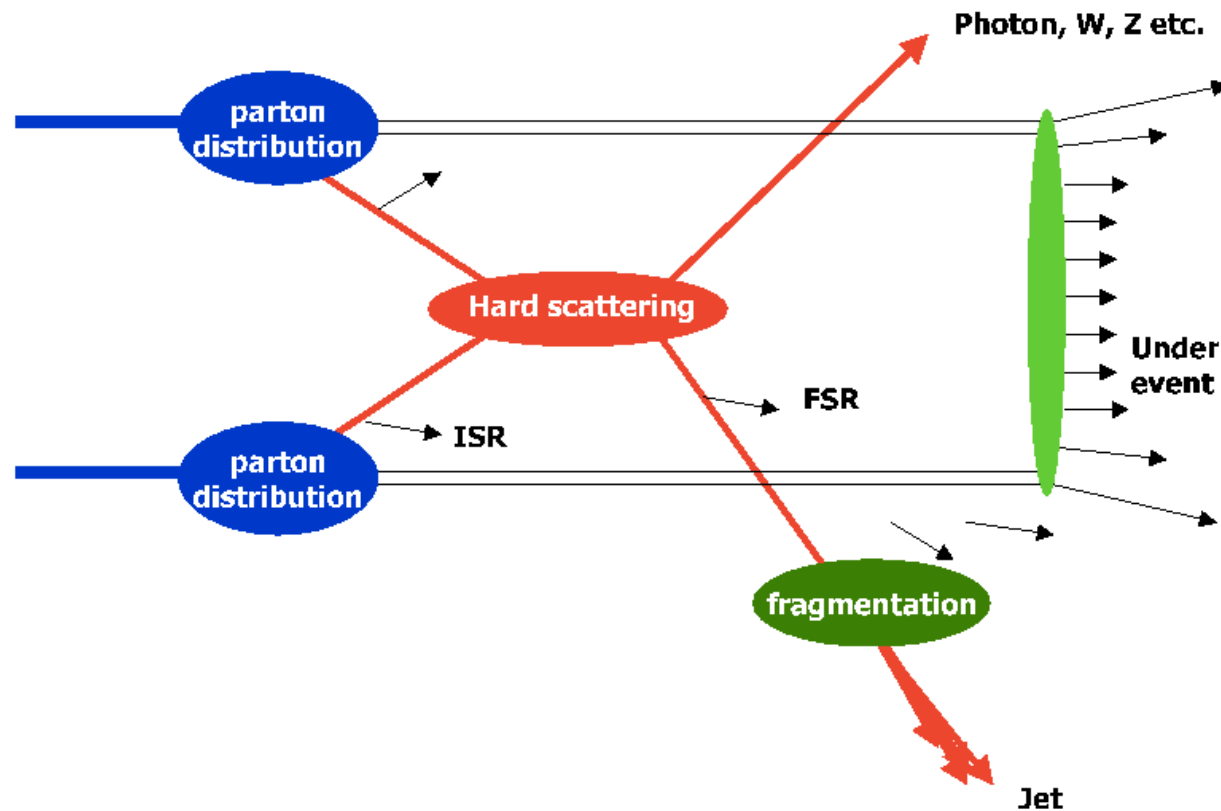 Photon, W, Z etc.
parton
distribution
Hard scattering
Under
event
FSR
ISR
parton
distribution
fragmentation
Jet